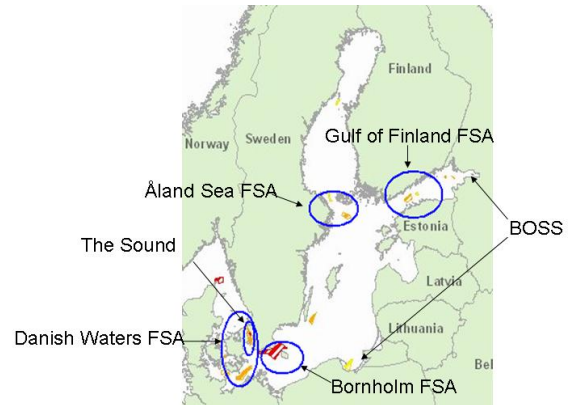 Finland
Gulf of Finland FSA
Norway
Sweden
Åland Sea FSA
Estonia
BOSS
The Sound
Latvia
Lithuania
Danish Waters FSA
Bel
Bornholm FSA